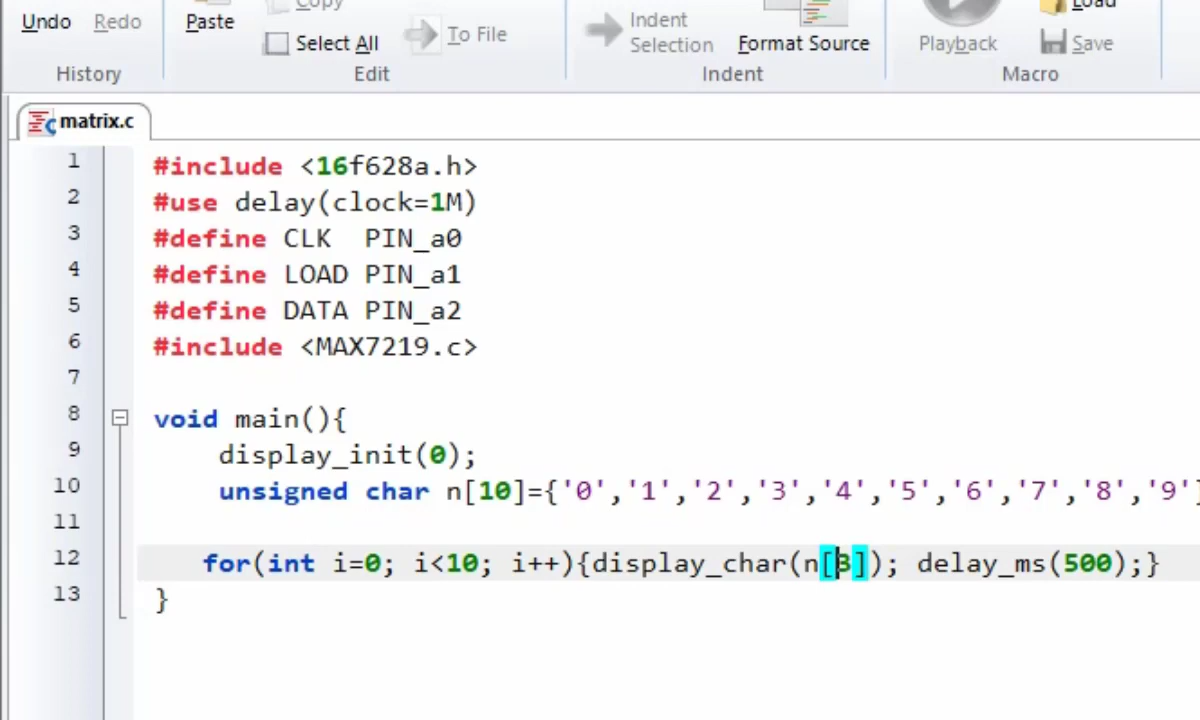 Copy Load
Undo Redo Paste Select All To File Indent Selection Format Source Playback Save
History Edit Indent Macro
matrix.c
1 #include <16f628a.h>
2 #use delay(clock=1M)
3 #define CLK  PIN_a0
4 #define LOAD PIN_a1
5 #define DATA PIN_a2
6 #include <MAX7219.c>
7
8 void main(){
9 display_init(0);
10 unsigned char n[10]={'0','1','2','3','4','5','6','7','8','9'
11
12 for(int i=0; i<10; i++){display_char(n[3]); delay_ms(500);}
13 }